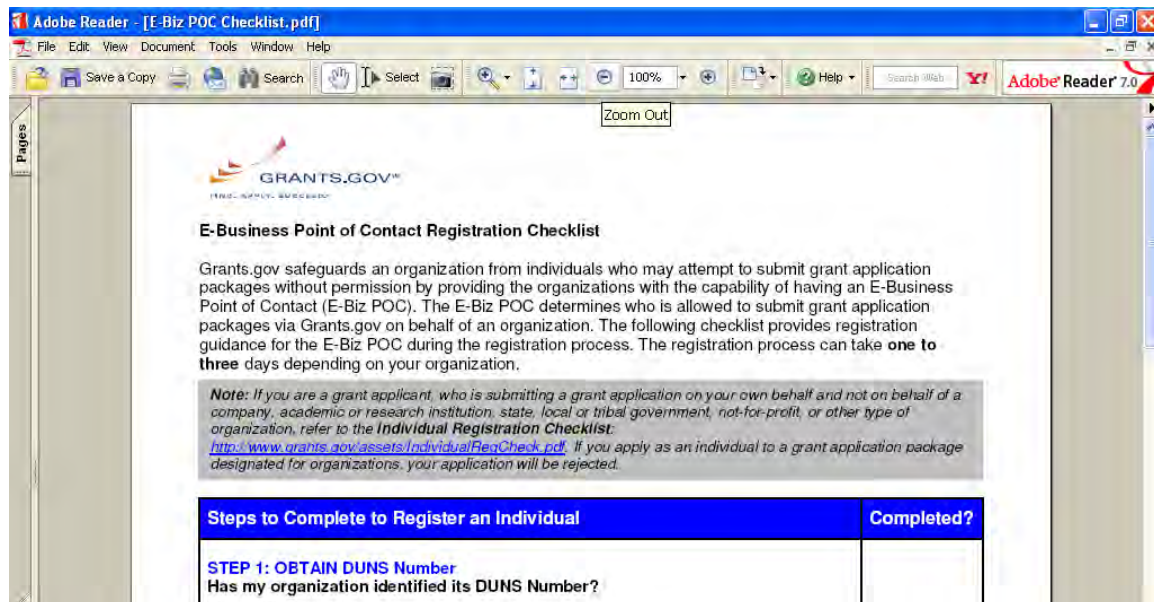 Adobe Reader - [E-Biz POC Checklist.pdf]
File Edit View Document Tools Window Help
Save a Copy Search Select 100% Help Search Web Y! Adobe Reader 7.0
Zoom Out
Pages
GRANTS.GOV℠
FIND. APPLY. SUCCEED.
E-Business Point of Contact Registration Checklist
Grants.gov safeguards an organization from individuals who may attempt to submit grant application
packages without permission by providing the organizations with the capability of having an E-Business
Point of Contact (E-Biz POC). The E-Biz POC determines who is allowed to submit grant application
packages via Grants.gov on behalf of an organization. The following checklist provides registration
guidance for the E-Biz POC during the registration process. The registration process can take one to
three days depending on your organization.
Note: If you are a grant applicant, who is submitting a grant application on your own behalf and not on behalf of a
company, academic or research institution, state, local or tribal government, not-for-profit, or other type of
organization, refer to the Individual Registration Checklist:
http://www.grants.gov/assets/IndividualRegCheck.pdf. If you apply as an individual to a grant application package
designated for organizations, your application will be rejected.
Steps to Complete to Register an Individual Completed?
STEP 1: OBTAIN DUNS Number
Has my organization identified its DUNS Number?